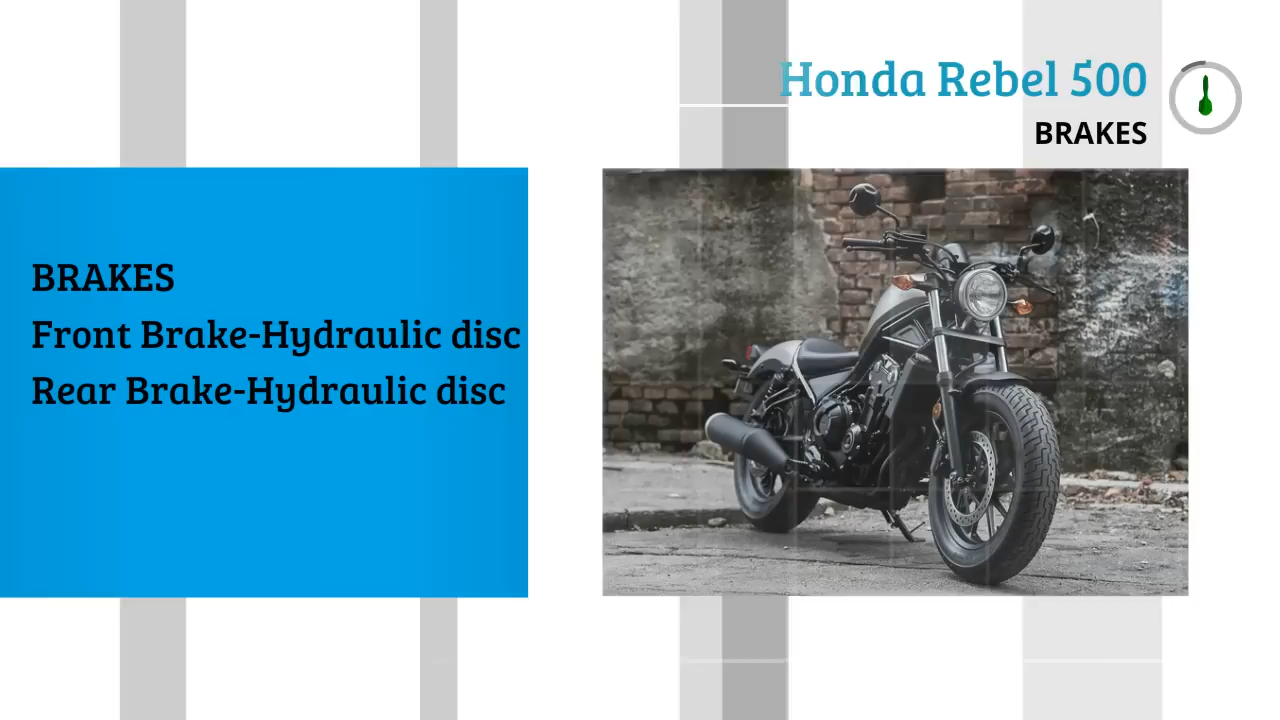 Honda Rebel 500
BRAKES
BRAKES
Front Brake-Hydraulic disc
Rear Brake-Hydraulic disc